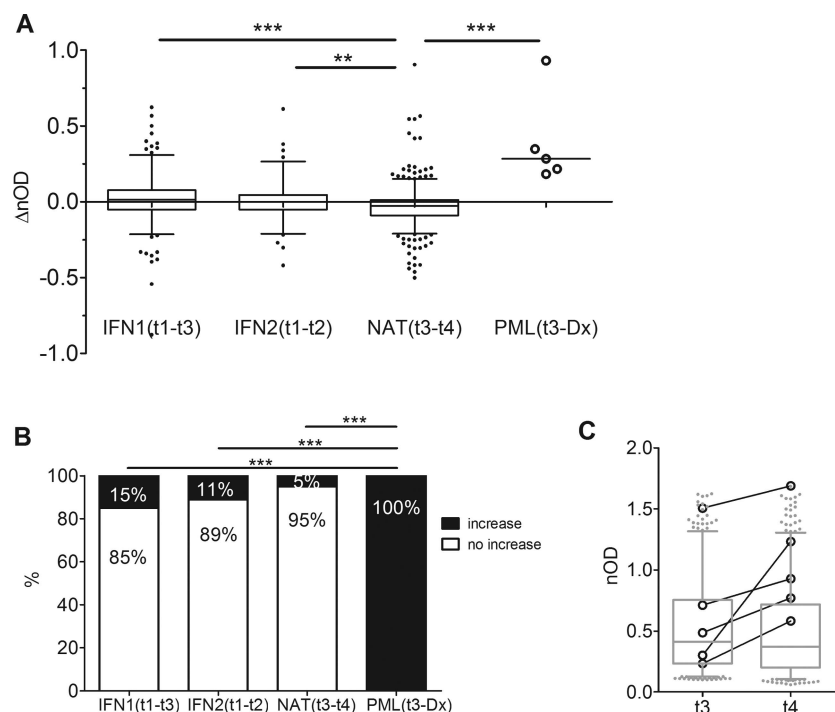 A
*** ***
**
1.0
0.5
0.0
-0.5
-1.0
ΔnOD
IFN1(t1-t3) IFN2(t1-t2) NAT(t3-t4) PML(t3-Dx)
B
***
***
***
100
80
60
40
20
0
%
15% 11% 5% 100%
85% 89% 95%
increase
no increase
IFN1(t1-t3) IFN2(t1-t2) NAT(t3-t4) PML(t3-Dx)
C
2.0
1.5
1.0
0.5
0.0
nOD
t3 t4